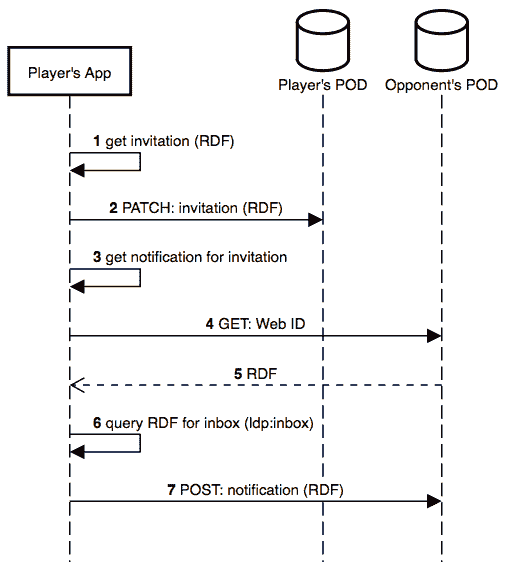 Player's App
Player's POD
Opponent's POD
1 get invitation (RDF)
2 PATCH: invitation (RDF)
3 get notification for invitation
4 GET: Web ID
5 RDF
6 query RDF for inbox (ldp:inbox)
7 POST: notification (RDF)